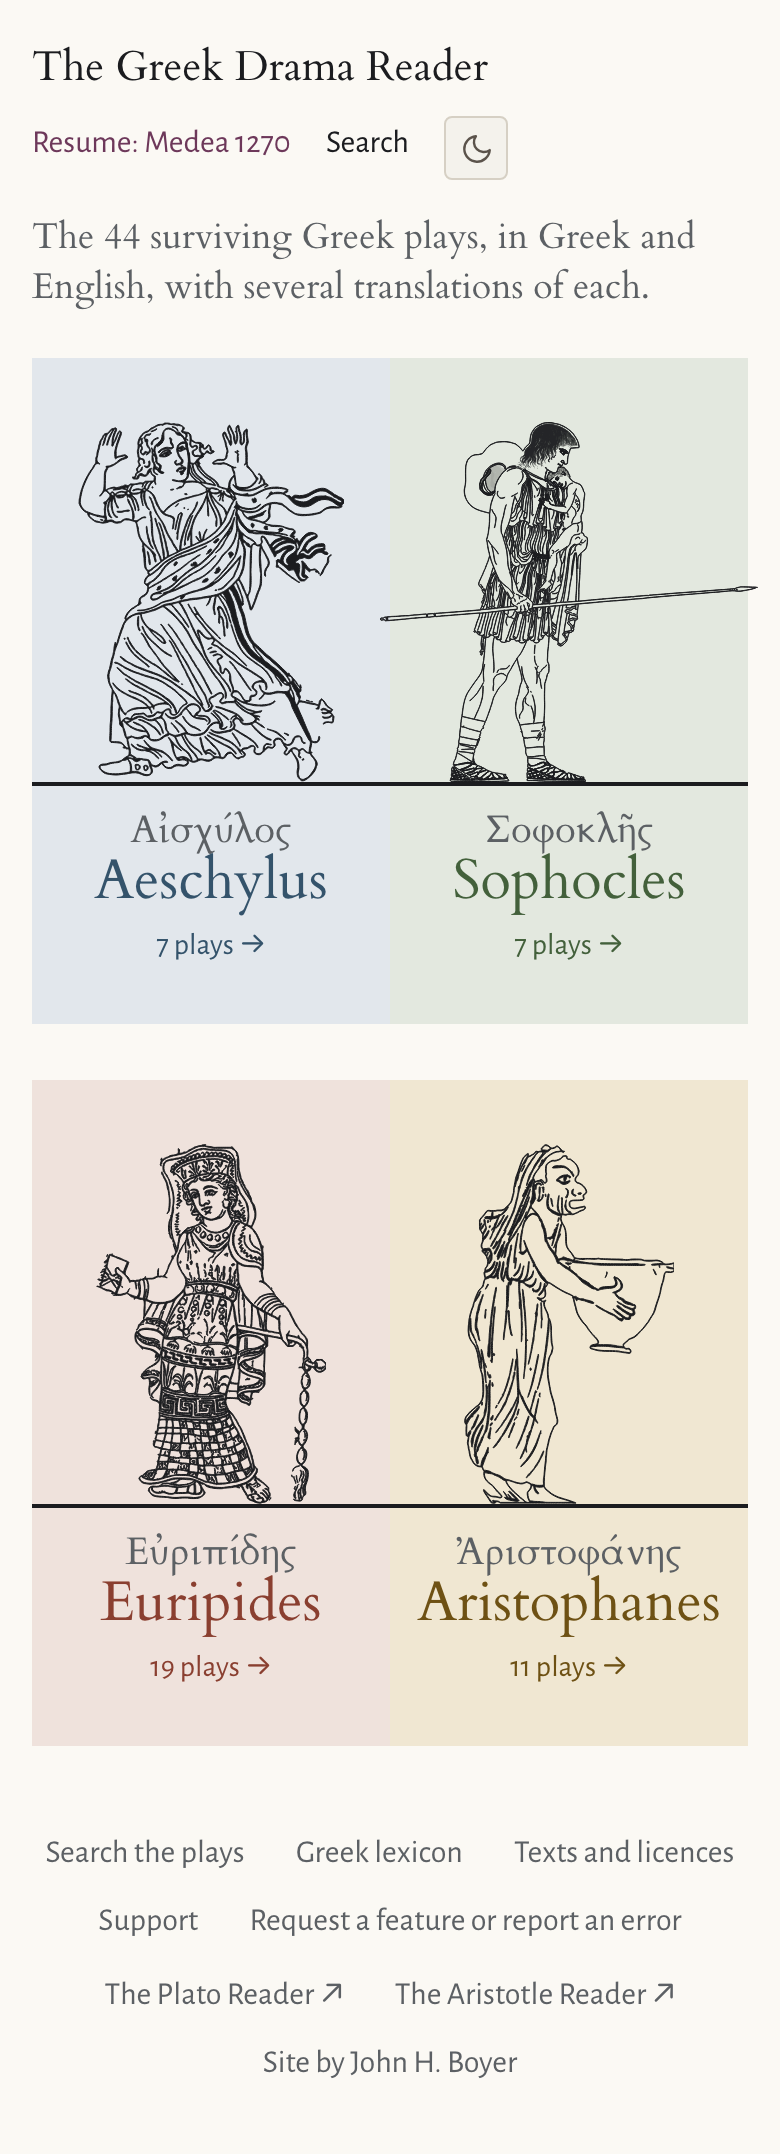 The Greek Drama Reader
Resume: Medea 1270 Search
The 44 surviving Greek plays, in Greek and
English, with several translations of each.
Αἰσχύλος
Aeschylus
7 plays →
Σοφοκλῆς
Sophocles
7 plays →
Εὐριπίδης
Euripides
19 plays →
Ἀριστοφάνης
Aristophanes
11 plays →
Search the plays Greek lexicon Texts and licences
Support Request a feature or report an error
The Plato Reader ↗ The Aristotle Reader ↗
Site by John H. Boyer